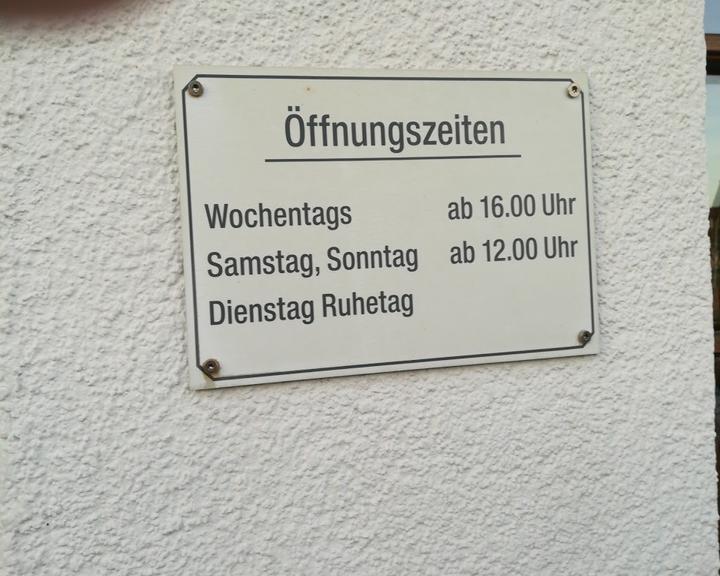 Öffnungszeiten
Wochentags ab 16.00 Uhr
Samstag, Sonntag ab 12.00 Uhr
Dienstag Ruhetag